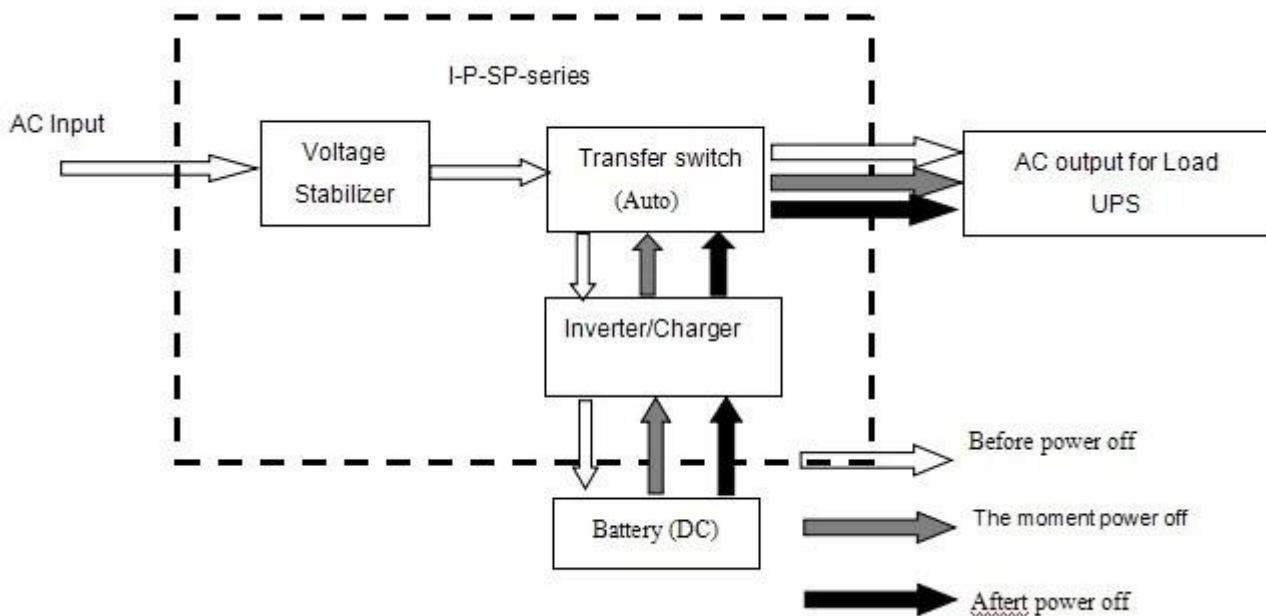 I-P-SP-series
AC Input
Voltage
Stabilizer
Transfer switch
(Auto)
AC output for Load
UPS
Inverter/Charger
Battery (DC)
Before power off
The moment power off
Aftert power off